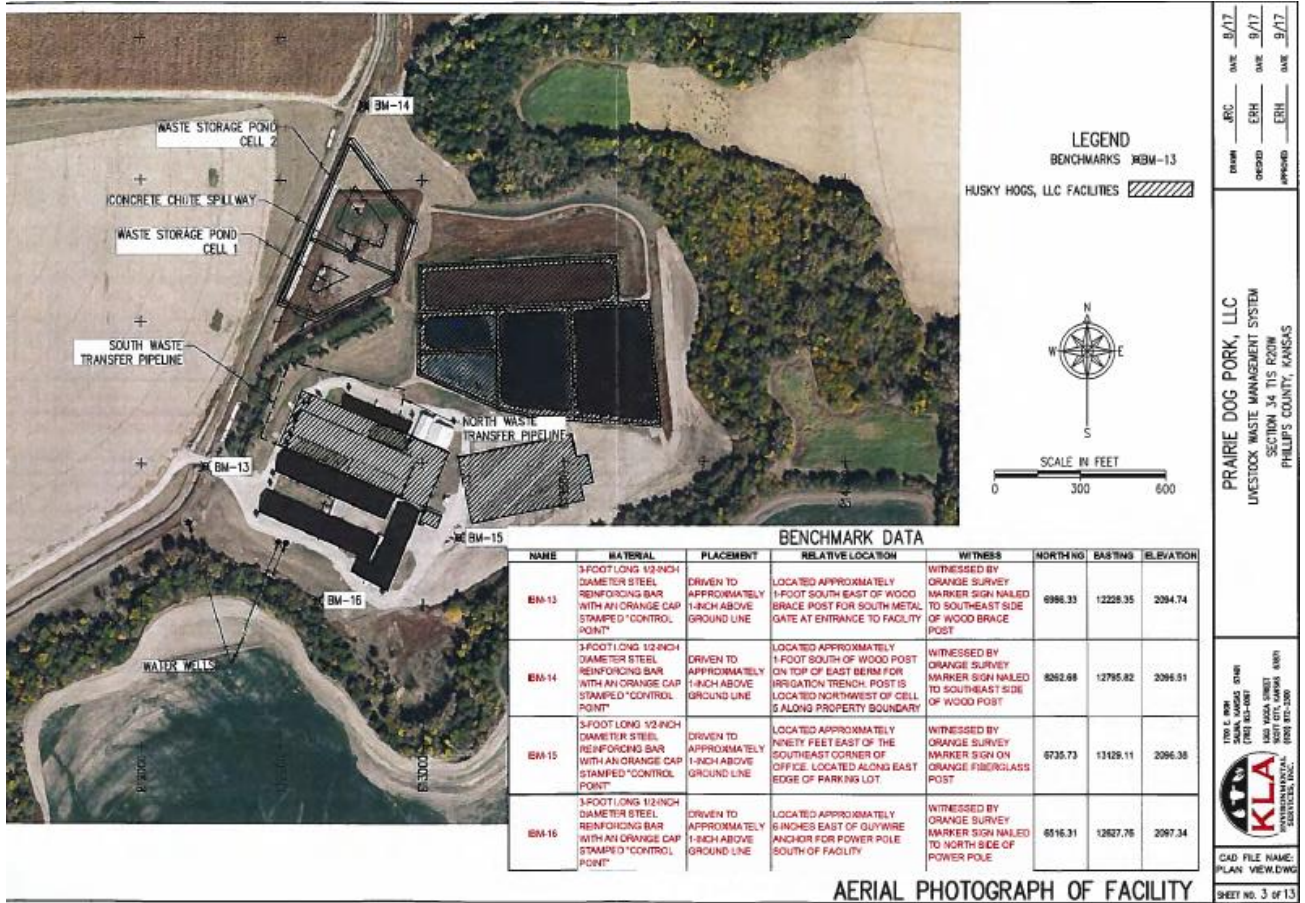 BM-14
WASTE STORAGE POND
CELL 2
CONCRETE CHUTE SPILLWAY
WASTE STORAGE POND
CELL 1
SOUTH WASTE
TRANSFER PIPELINE
NORTH WASTE
TRANSFER PIPELINE
BM-13
BM-15
BM-16
WATER WELLS
LEGEND
BENCHMARKS BM-13
HUSKY HOGS, LLC FACILITIES
N
W E
S
SCALE IN FEET
0 300 600
BENCHMARK DATA
NAME MATERIAL PLACEMENT RELATIVE LOCATION WITNESS NORTHING EASTING ELEVATION
BM-13
3-FOOT LONG 1/2-INCH
DIAMETER STEEL
REINFORCING BAR
WITH AN ORANGE CAP
STAMPED "CONTROL
POINT"
DRIVEN TO
APPROXIMATELY
1-INCH ABOVE
GROUND LINE
LOCATED APPROXIMATELY
1-FOOT SOUTH EAST OF WOOD
BRACE POST FOR SOUTH METAL
GATE AT ENTRANCE TO FACILITY
WITNESSED BY
ORANGE SURVEY
MARKER SIGN NAILED
TO SOUTHEAST SIDE
OF WOOD BRACE
POST
6986.33 12228.35 2094.74
BM-14
3-FOOT LONG 1/2-INCH
DIAMETER STEEL
REINFORCING BAR
WITH AN ORANGE CAP
STAMPED "CONTROL
POINT"
DRIVEN TO
APPROXIMATELY
1-INCH ABOVE
GROUND LINE
LOCATED APPROXIMATELY
1-FOOT SOUTH OF WOOD POST
ON TOP OF EAST BERM FOR
IRRIGATION TRENCH. POST IS
LOCATED NORTHWEST OF CELL
5 ALONG PROPERTY BOUNDARY
WITNESSED BY
ORANGE SURVEY
MARKER SIGN NAILED
TO SOUTHEAST SIDE
OF WOOD POST
8262.68 12795.82 2096.51
BM-15
3-FOOT LONG 1/2-INCH
DIAMETER STEEL
REINFORCING BAR
WITH AN ORANGE CAP
STAMPED "CONTROL
POINT"
DRIVEN TO
APPROXIMATELY
1-INCH ABOVE
GROUND LINE
LOCATED APPROXIMATELY
NINETY FEET EAST OF THE
SOUTHEAST CORNER OF
OFFICE. LOCATED ALONG EAST
EDGE OF PARKING LOT
WITNESSED BY
ORANGE SURVEY
MARKER SIGN ON
ORANGE FIBERGLASS
POST
6735.73 13129.11 2096.38
BM-16
3-FOOT LONG 1/2-INCH
DIAMETER STEEL
REINFORCING BAR
WITH AN ORANGE CAP
STAMPED "CONTROL
POINT"
DRIVEN TO
APPROXIMATELY
1-INCH ABOVE
GROUND LINE
LOCATED APPROXIMATELY
6-INCHES EAST OF GUYWIRE
ANCHOR FOR POWER POLE
SOUTH OF FACILITY
WITNESSED BY
ORANGE SURVEY
MARKER SIGN NAILED
TO NORTH SIDE OF
POWER POLE
6516.31 12627.76 2097.34
AERIAL PHOTOGRAPH OF FACILITY
DRAWN JRC DATE 8/17
CHECKED ERH DATE 9/17
APPROVED ERH DATE 9/17
PRAIRIE DOG PORK, LLC
LIVESTOCK WASTE MANAGEMENT SYSTEM
SECTION 34 T1S R20W
PHILLIPS COUNTY, KANSAS
SALINA, KANSAS
SCOTT CITY, KANSAS 67871
KLA
ENVIRONMENTAL
SERVICES, INC.
CAD FILE NAME:
PLAN VIEW.DWG
SHEET NO. 3 OF 13